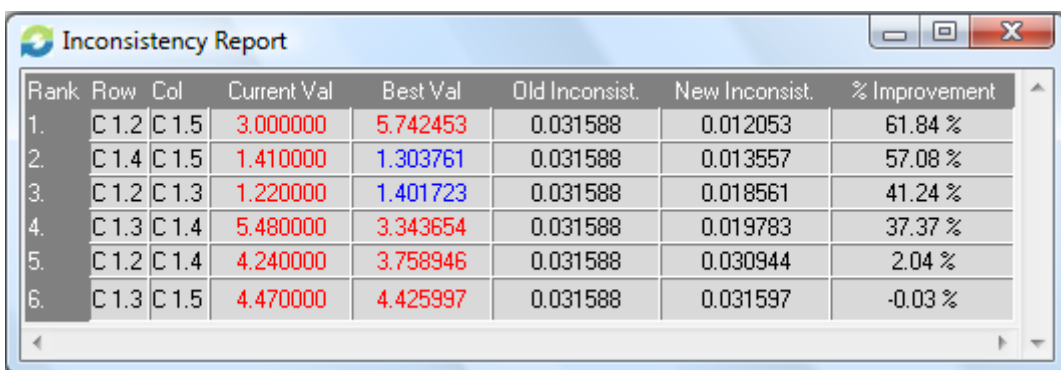 Inconsistency Report
Rank Row Col Current Val Best Val Old Inconsist. New Inconsist. % Improvement
1. C 1.2 C 1.5 3.000000 5.742453 0.031588 0.012053 61.84 %
2. C 1.4 C 1.5 1.410000 1.303761 0.031588 0.013557 57.08 %
3. C 1.2 C 1.3 1.220000 1.401723 0.031588 0.018561 41.24 %
4. C 1.3 C 1.4 5.480000 3.343654 0.031588 0.019783 37.37 %
5. C 1.2 C 1.4 4.240000 3.758946 0.031588 0.030944 2.04 %
6. C 1.3 C 1.5 4.470000 4.425997 0.031588 0.031597 -0.03 %